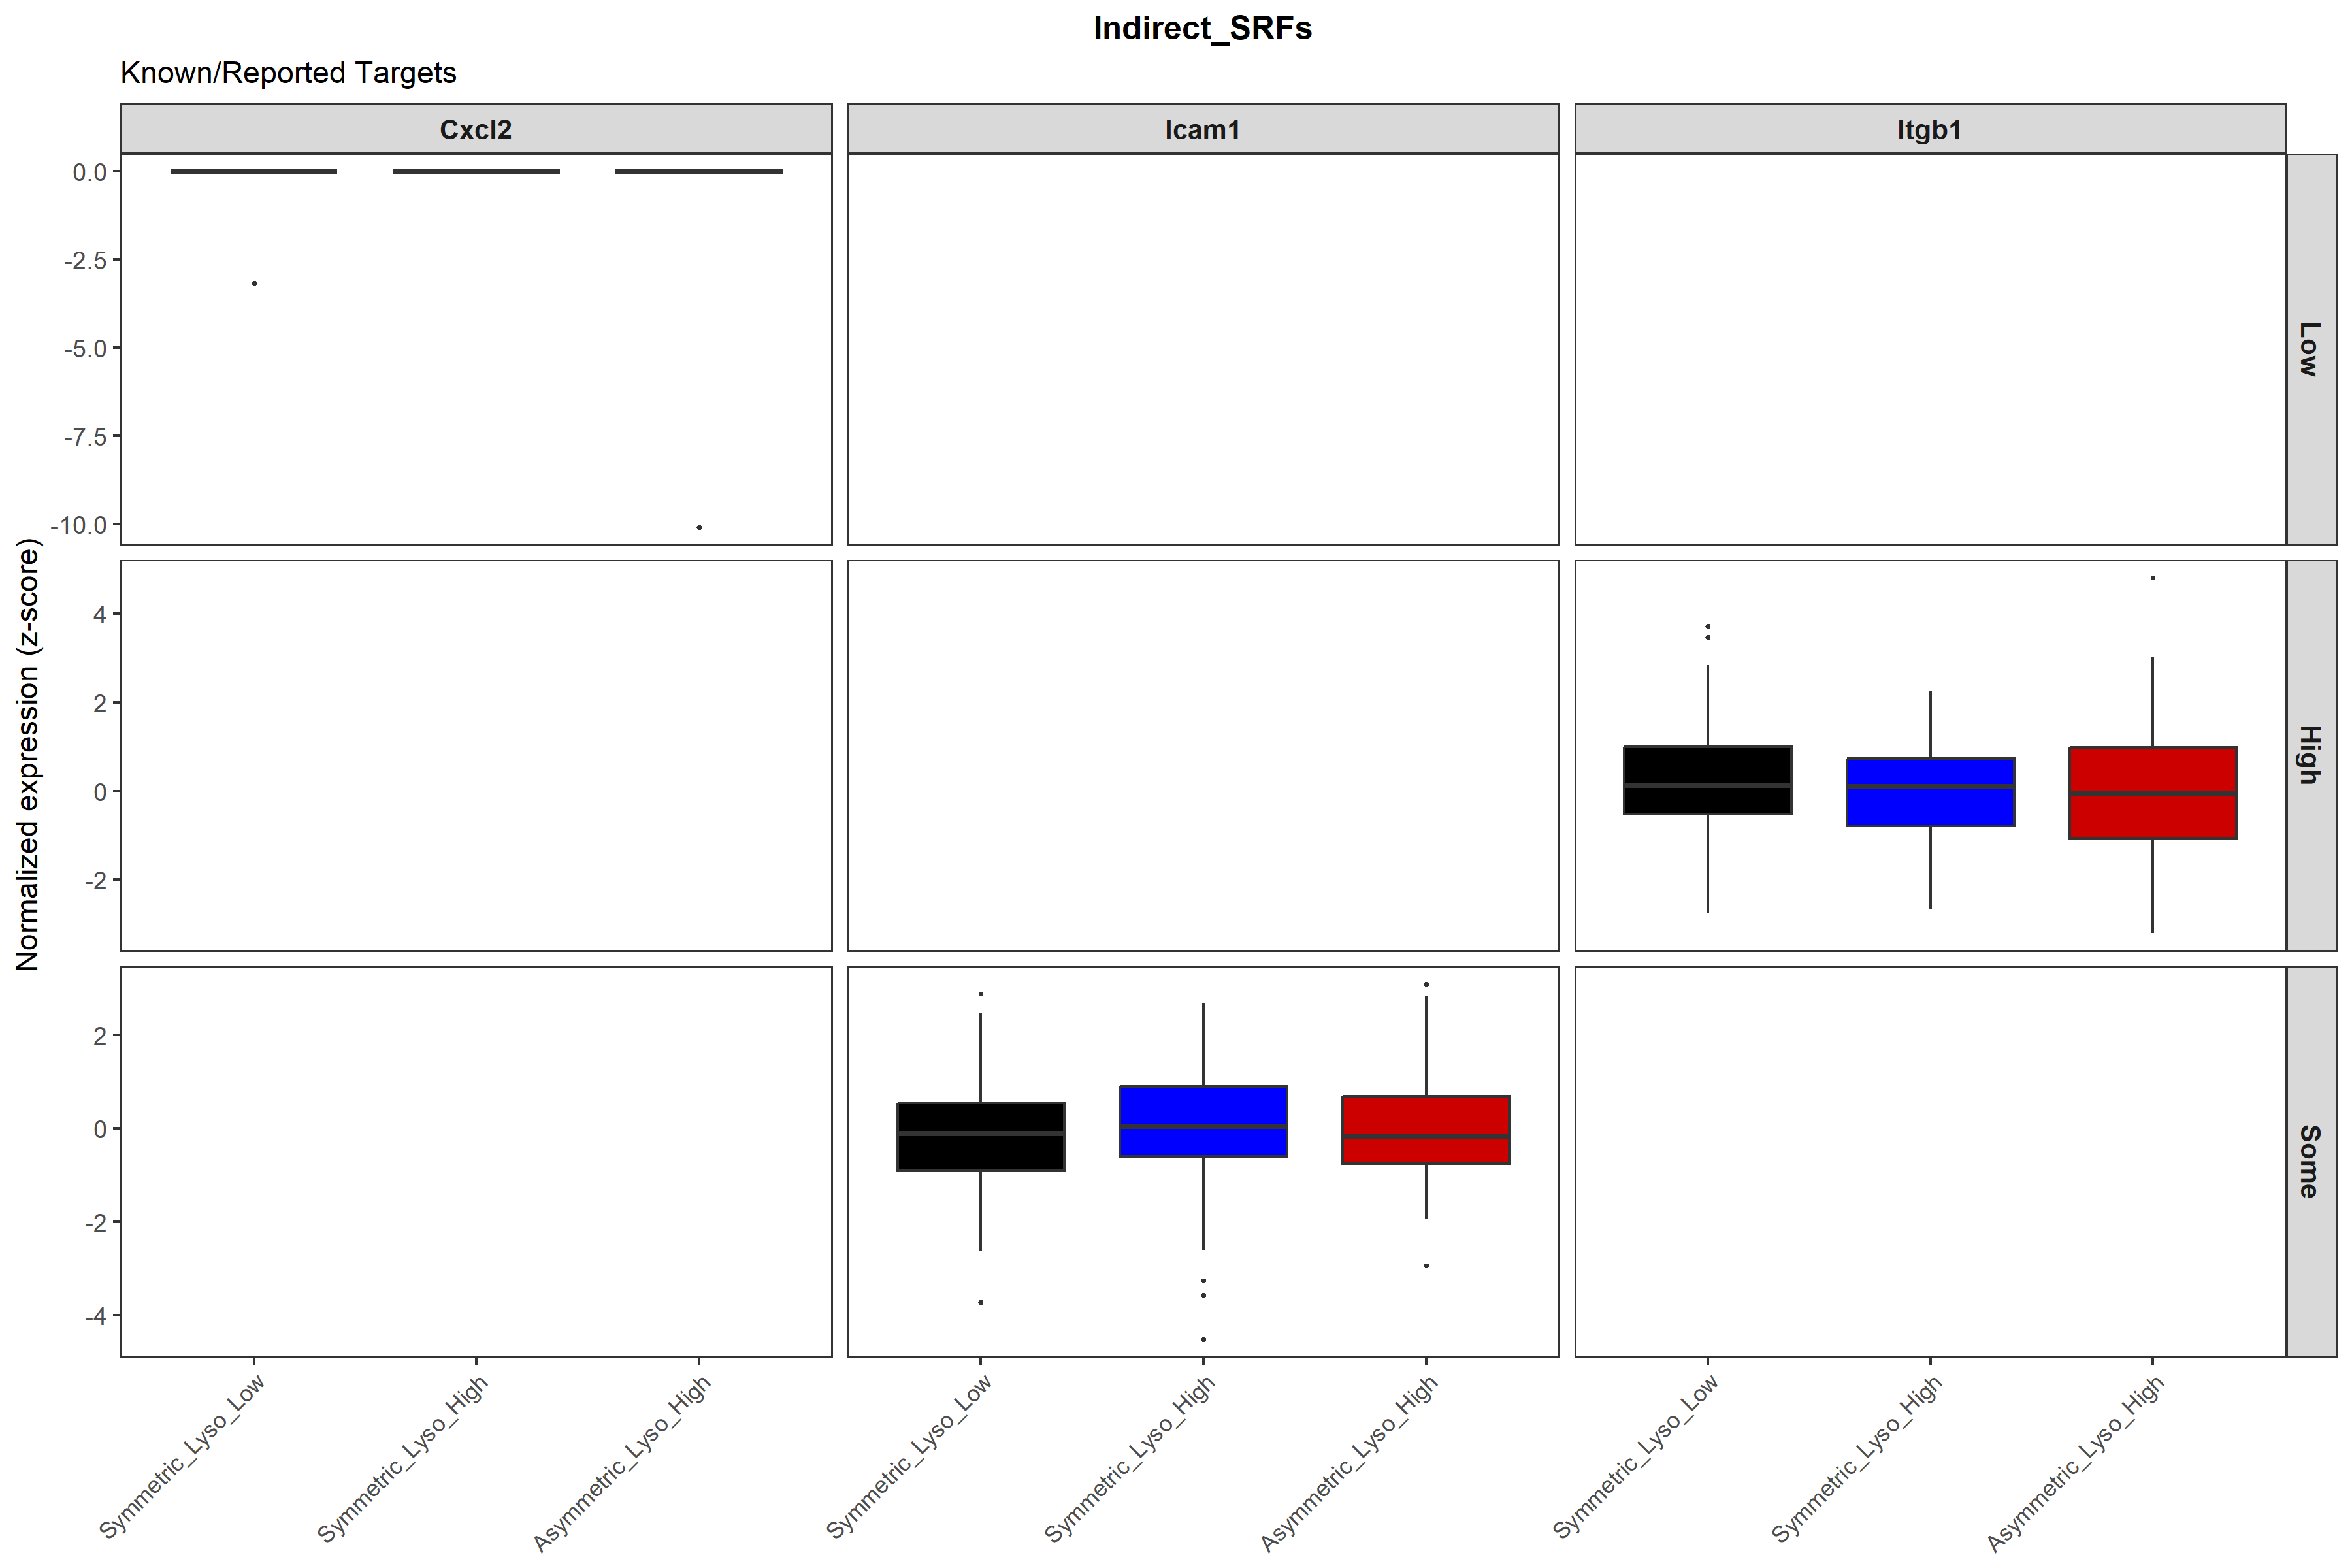 Indirect_SRFs
Known/Reported Targets
Cxcl2
Icam1
Itgb1
Normalized expression (z-score)
0.0
-2.5
-5.0
-7.5
-10.0
Low
4
2
0
-2
High
2
0
-2
-4
Some
Symmetric_Lyso_Low
Symmetric_Lyso_High
Asymmetric_Lyso_High
Symmetric_Lyso_Low
Symmetric_Lyso_High
Asymmetric_Lyso_High
Symmetric_Lyso_Low
Symmetric_Lyso_High
Asymmetric_Lyso_High